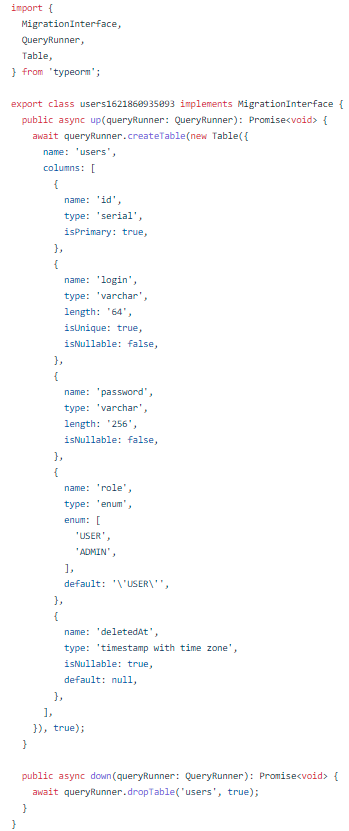 import {
  MigrationInterface,
  QueryRunner,
  Table,
} from 'typeorm';

export class users1621860935093 implements MigrationInterface {
  public async up(queryRunner: QueryRunner): Promise<void> {
    await queryRunner.createTable(new Table({
      name: 'users',
      columns: [
        {
          name: 'id',
          type: 'serial',
          isPrimary: true,
        },
        {
          name: 'login',
          type: 'varchar',
          length: '64',
          isUnique: true,
          isNullable: false,
        },
        {
          name: 'password',
          type: 'varchar',
          length: '256',
          isNullable: false,
        },
        {
          name: 'role',
          type: 'enum',
          enum: [
            'USER',
            'ADMIN',
          ],
          default: '\'USER\'',
        },
        {
          name: 'deletedAt',
          type: 'timestamp with time zone',
          isNullable: true,
          default: null,
        },
      ],
    }), true);
  }

  public async down(queryRunner: QueryRunner): Promise<void> {
    await queryRunner.dropTable('users', true);
  }
}